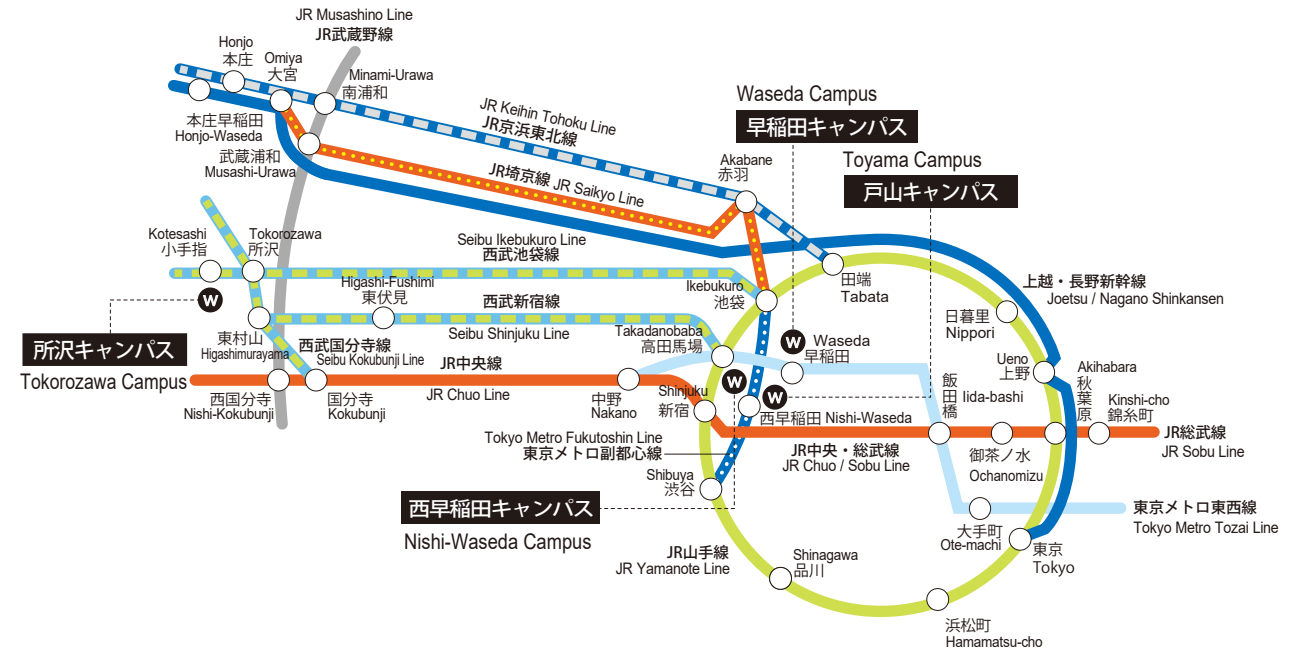 JR Musashino Line
JR武蔵野線
Honjo
本庄
Omiya
大宮
Minami-Urawa
南浦和
本庄早稲田
Honjo-Waseda
武蔵浦和
Musashi-Urawa
JR Keihin Tohoku Line
JR京浜東北線
JR埼京線 JR Saikyo Line
Akabane
赤羽
Waseda Campus
早稲田キャンパス
Toyama Campus
戸山キャンパス
Kotesashi
小手指
Tokorozawa
所沢
Seibu Ikebukuro Line
西武池袋線
Higashi-Fushimi
東伏見
西武新宿線
Seibu Shinjuku Line
Ikebukuro
池袋
田端
Tabata
上越・長野新幹線
Joetsu / Nagano Shinkansen
日暮里
Nippori
W
所沢キャンパス
Tokorozawa Campus
東村山
Higashimurayama
西武国分寺線
Seibu Kokubunji Line
Takadanobaba
高田馬場
W
Waseda
早稲田
Ueno
上野
Akihabara
秋葉原
JR中央線
JR Chuo Line
西国分寺
Nishi-Kokubunji
国分寺
Kokubunji
中野
Nakano
Shinjuku
新宿
W
W
西早稲田 Nishi-Waseda
飯田橋
Iida-bashi
Kinshi-cho
錦糸町
JR総武線
JR Sobu Line
Tokyo Metro Fukutoshin Line
東京メトロ副都心線
JR中央・総武線
JR Chuo / Sobu Line
御茶ノ水
Ochanomizu
Shibuya
渋谷
西早稲田キャンパス
Nishi-Waseda Campus
大手町
Ote-machi
東京メトロ東西線
Tokyo Metro Tozai Line
東京
Tokyo
JR山手線
JR Yamanote Line
Shinagawa
品川
浜松町
Hamamatsu-cho